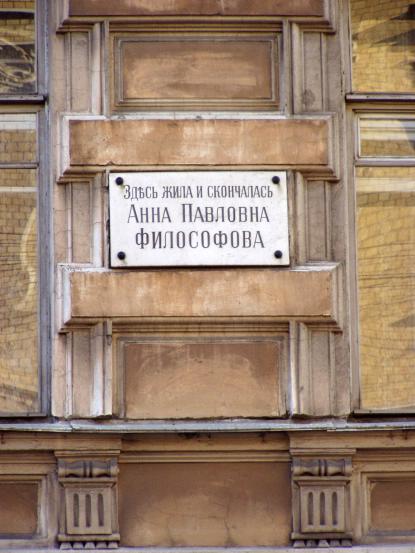 Здѣсь жила и скончалась
Анна Павловна
Философова